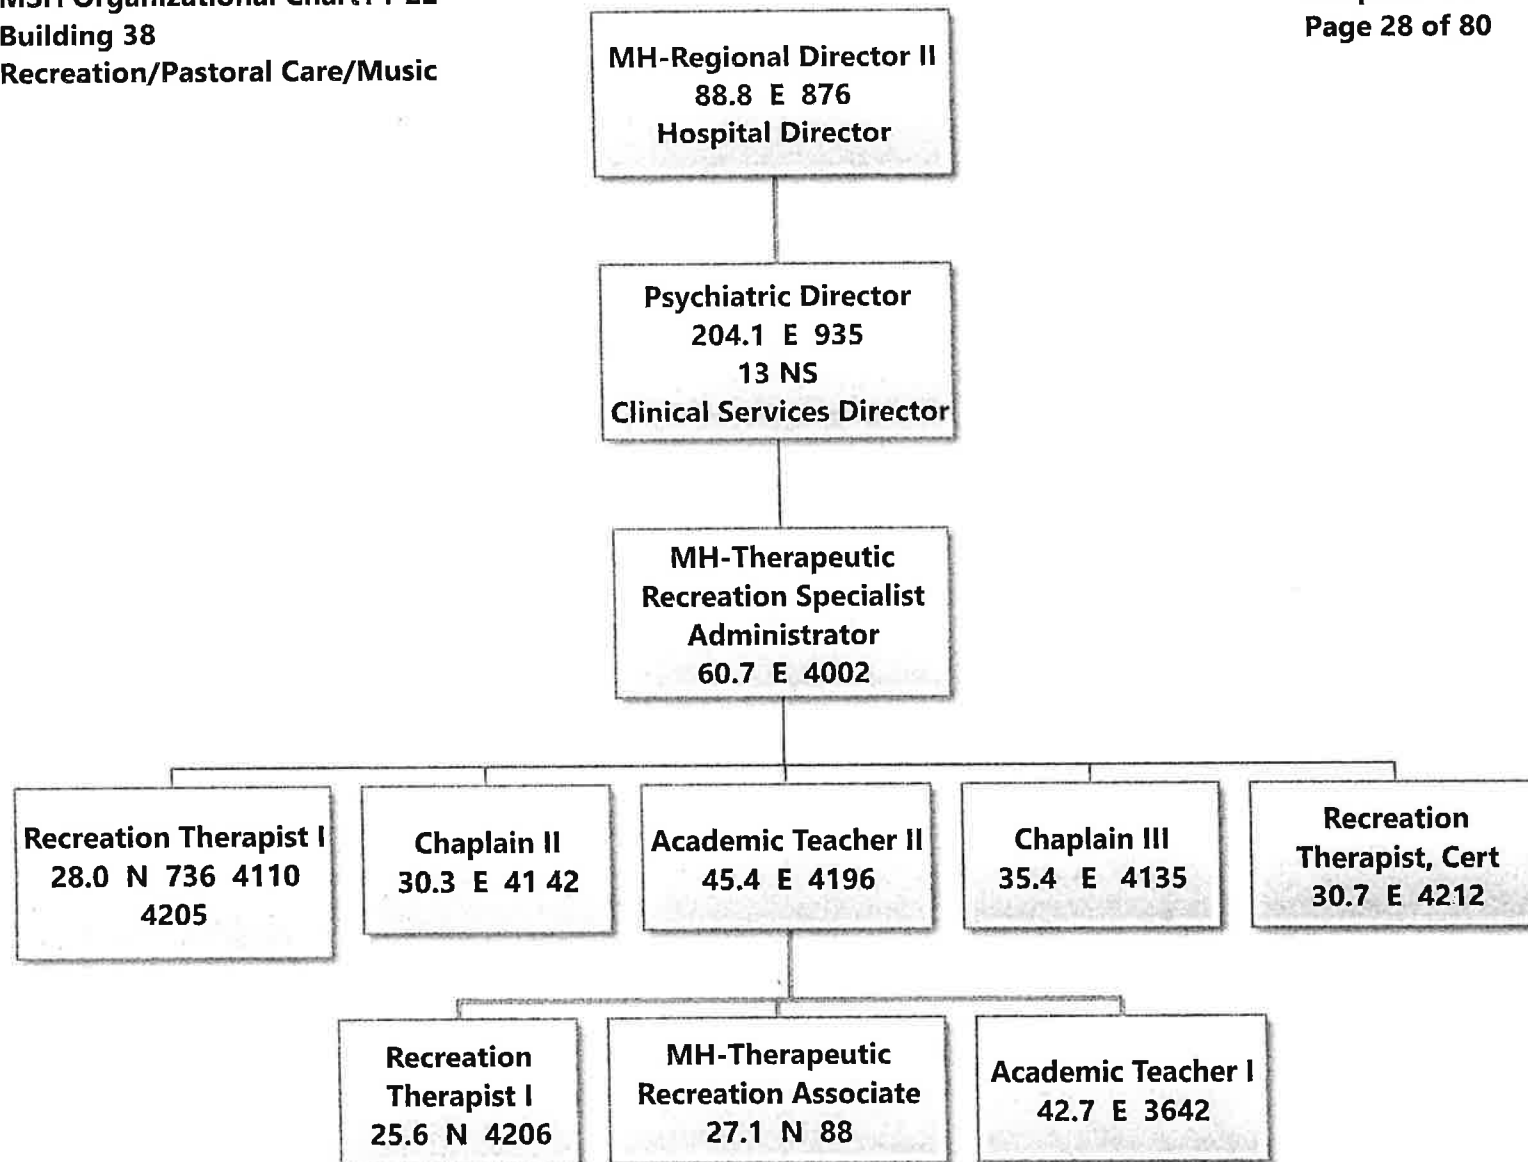 Building 38
Recreation/Pastoral Care/Music
Page 28 of 80
MH-Regional Director II
88.8 E 876
Hospital Director
Psychiatric Director
204.1 E 935
13 NS
Clinical Services Director
MH-Therapeutic
Recreation Specialist
Administrator
60.7 E 4002
Recreation Therapist I
28.0 N 736 4110
4205
Chaplain II
30.3 E 41 42
Academic Teacher II
45.4 E 4196
Chaplain III
35.4 E 4135
Recreation
Therapist, Cert
30.7 E 4212
Recreation
Therapist I
25.6 N 4206
MH-Therapeutic
Recreation Associate
27.1 N 88
Academic Teacher I
42.7 E 3642